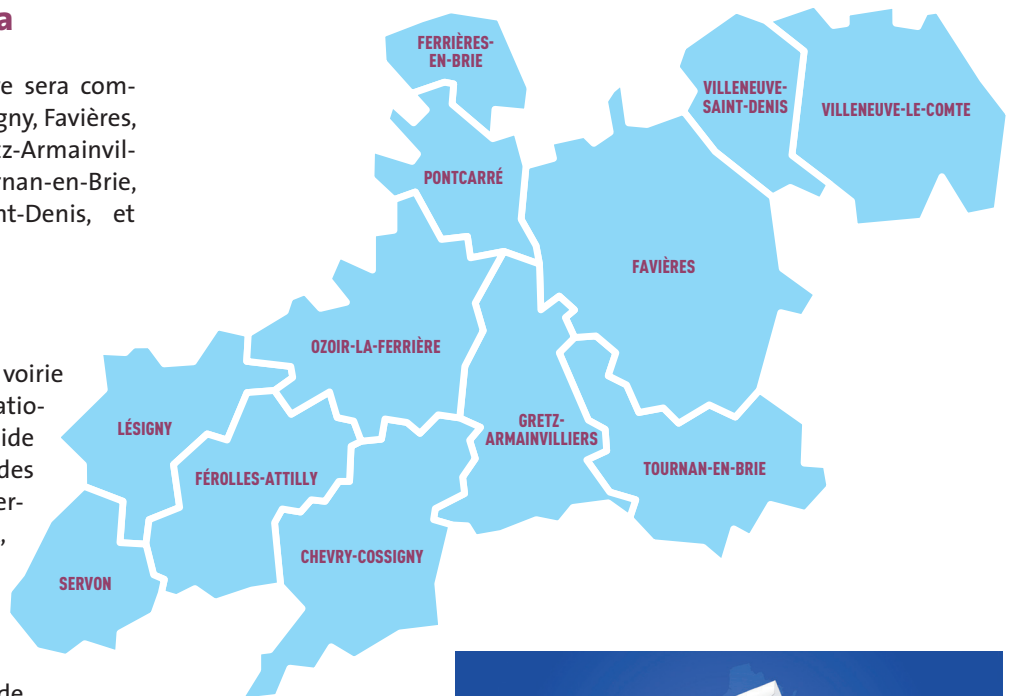 a
e sera com-
gny, Favières,
tz-Armainvil-
rnan-en-Brie,
nt-Denis, et
voirie
atio-
ide
des
er-
,
de
FERRIÈRES-
EN-BRIE
VILLENEUVE-
SAINT-DENIS
VILLENEUVE-LE-COMTE
PONTCARRÉ
FAVIÈRES
OZOIR-LA-FERRIÈRE
LÉSIGNY
GRETZ-
ARMAINVILLIERS
FÉROLLES-ATTILLY
TOURNAN-EN-BRIE
CHEVRY-COSSIGNY
SERVON